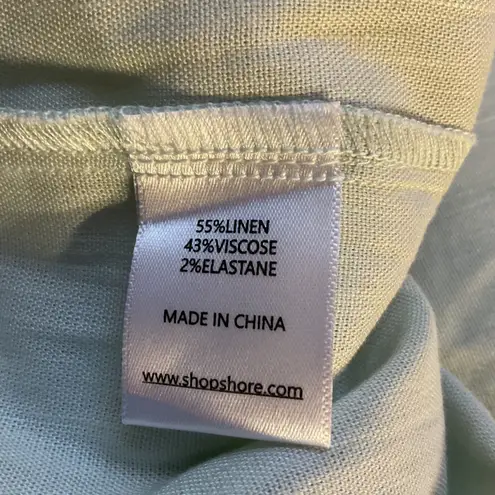 55%LINEN
43%VISCOSE
2%ELASTANE
MADE IN CHINA
www.shopshore.com